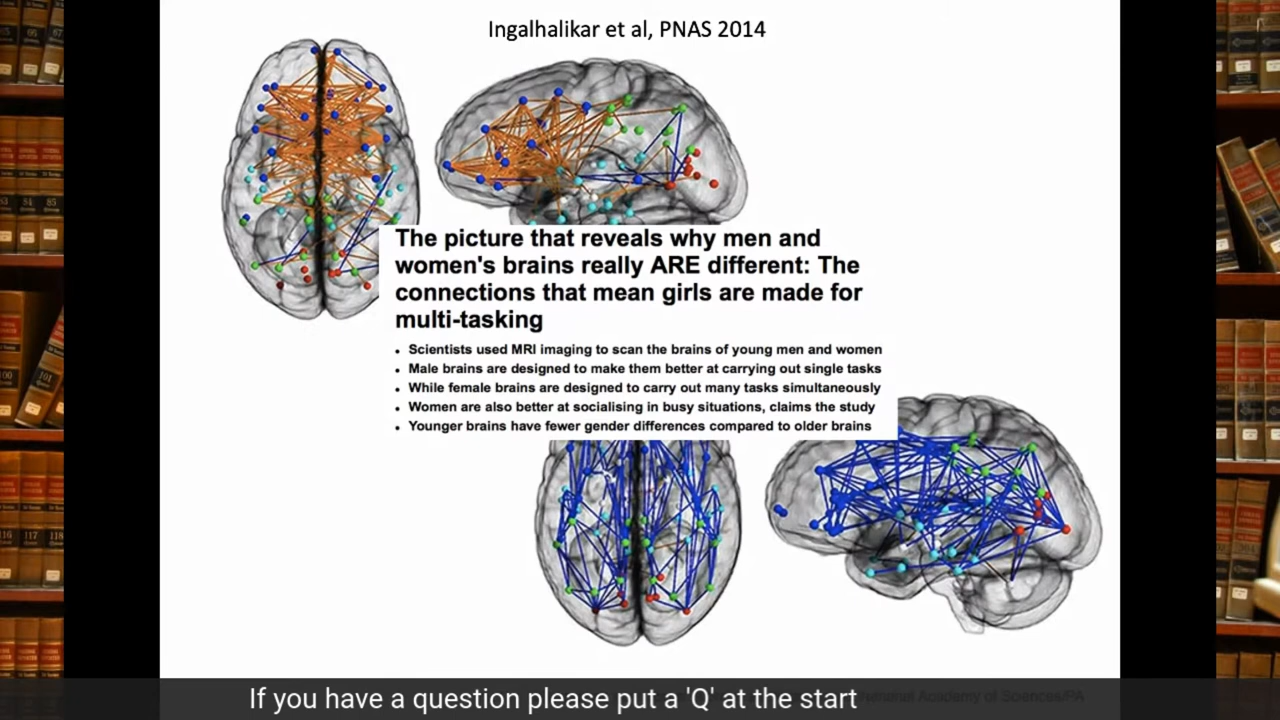 Ingalhalikar et al, PNAS 2014
The picture that reveals why men and
women's brains really ARE different: The
connections that mean girls are made for
multi-tasking
• Scientists used MRI imaging to scan the brains of young men and women
• Male brains are designed to make them better at carrying out single tasks
• While female brains are designed to carry out many tasks simultaneously
• Women are also better at socialising in busy situations, claims the study
• Younger brains have fewer gender differences compared to older brains
If you have a question please put a 'Q' at the start
Academy of Sciences/PA